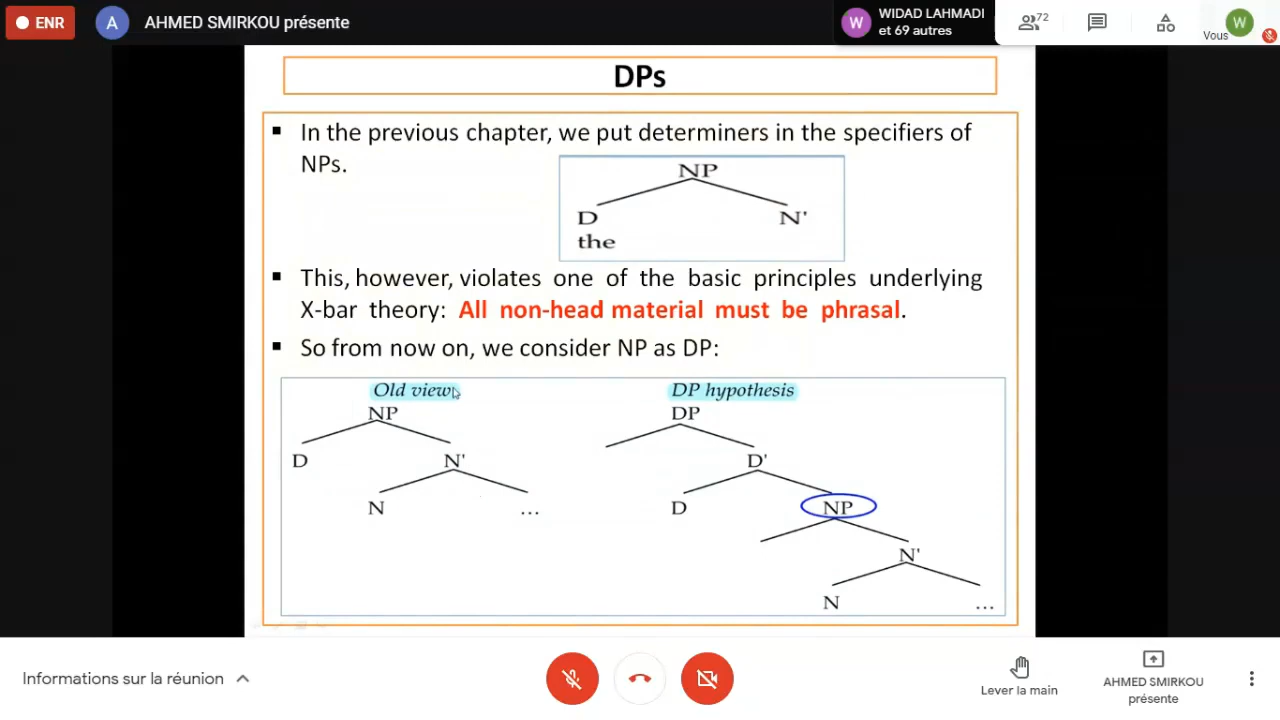 ENR
A
AHMED SMIRKOU présente
W
WIDAD LAHMADI
et 69 autres
72
Vous
W
DPs
▪ In the previous chapter, we put determiners in the specifiers of
NPs.
NP
D N'
the
▪ This, however, violates one of the basic principles underlying
X-bar theory: All non-head material must be phrasal.
▪ So from now on, we consider NP as DP:
Old view DP hypothesis
NP DP
D N' D'
N ... D NP
N'
N ...
Informations sur la réunion
Lever la main
AHMED SMIRKOU
présente